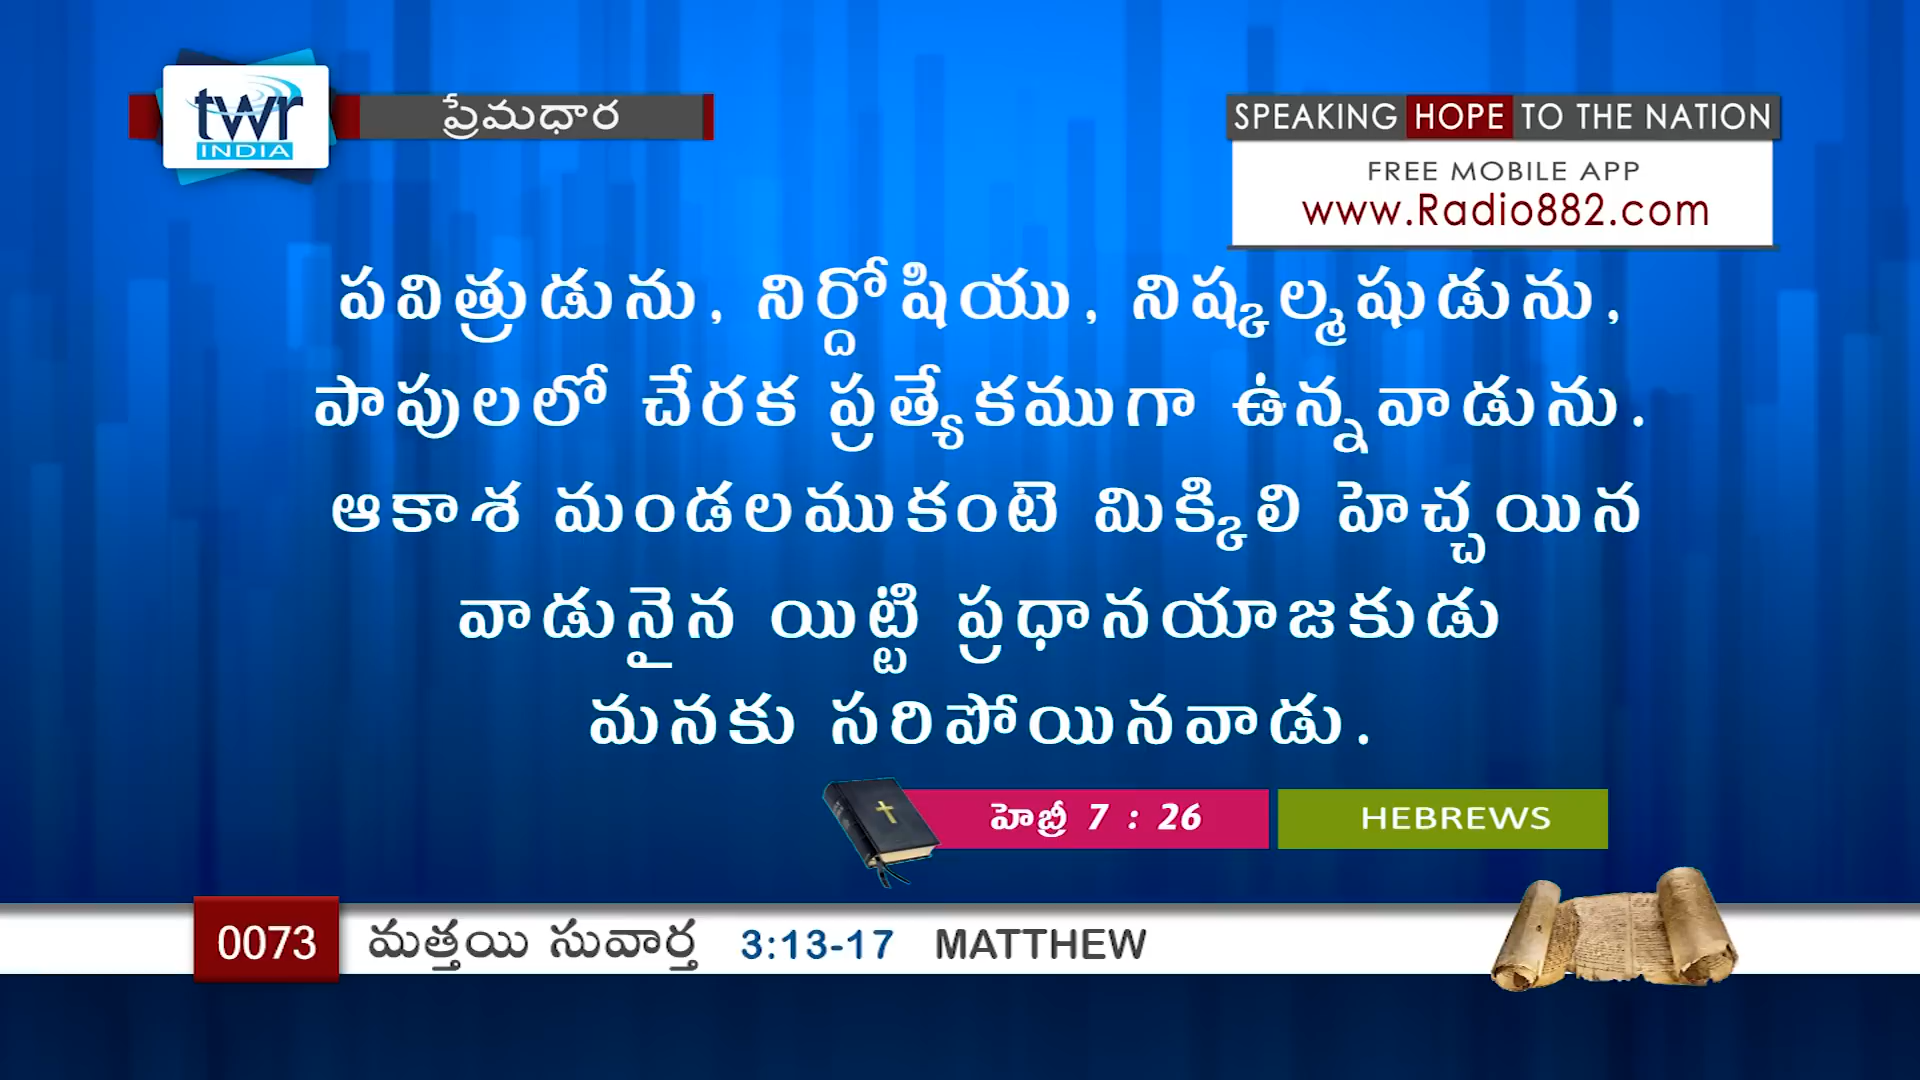 twr
INDIA
ప్రేమధార
SPEAKING HOPE TO THE NATION
FREE MOBILE APP
www.Radio882.com
పవిత్రుడును, నిర్దోషియు, నిష్కల్మషుడును,
పాపులలో చేరక ప్రత్యేకముగా ఉన్నవాడును.
ఆకాశ మండలముకంటె మిక్కిలి హెచ్చయిన
వాడునైన యిట్టి ప్రధానయాజకుడు
మనకు సరిపోయినవాడు.
హెబ్రీ 7 : 26
HEBREWS
0073 మత్తయి సువార్త 3:13-17 MATTHEW